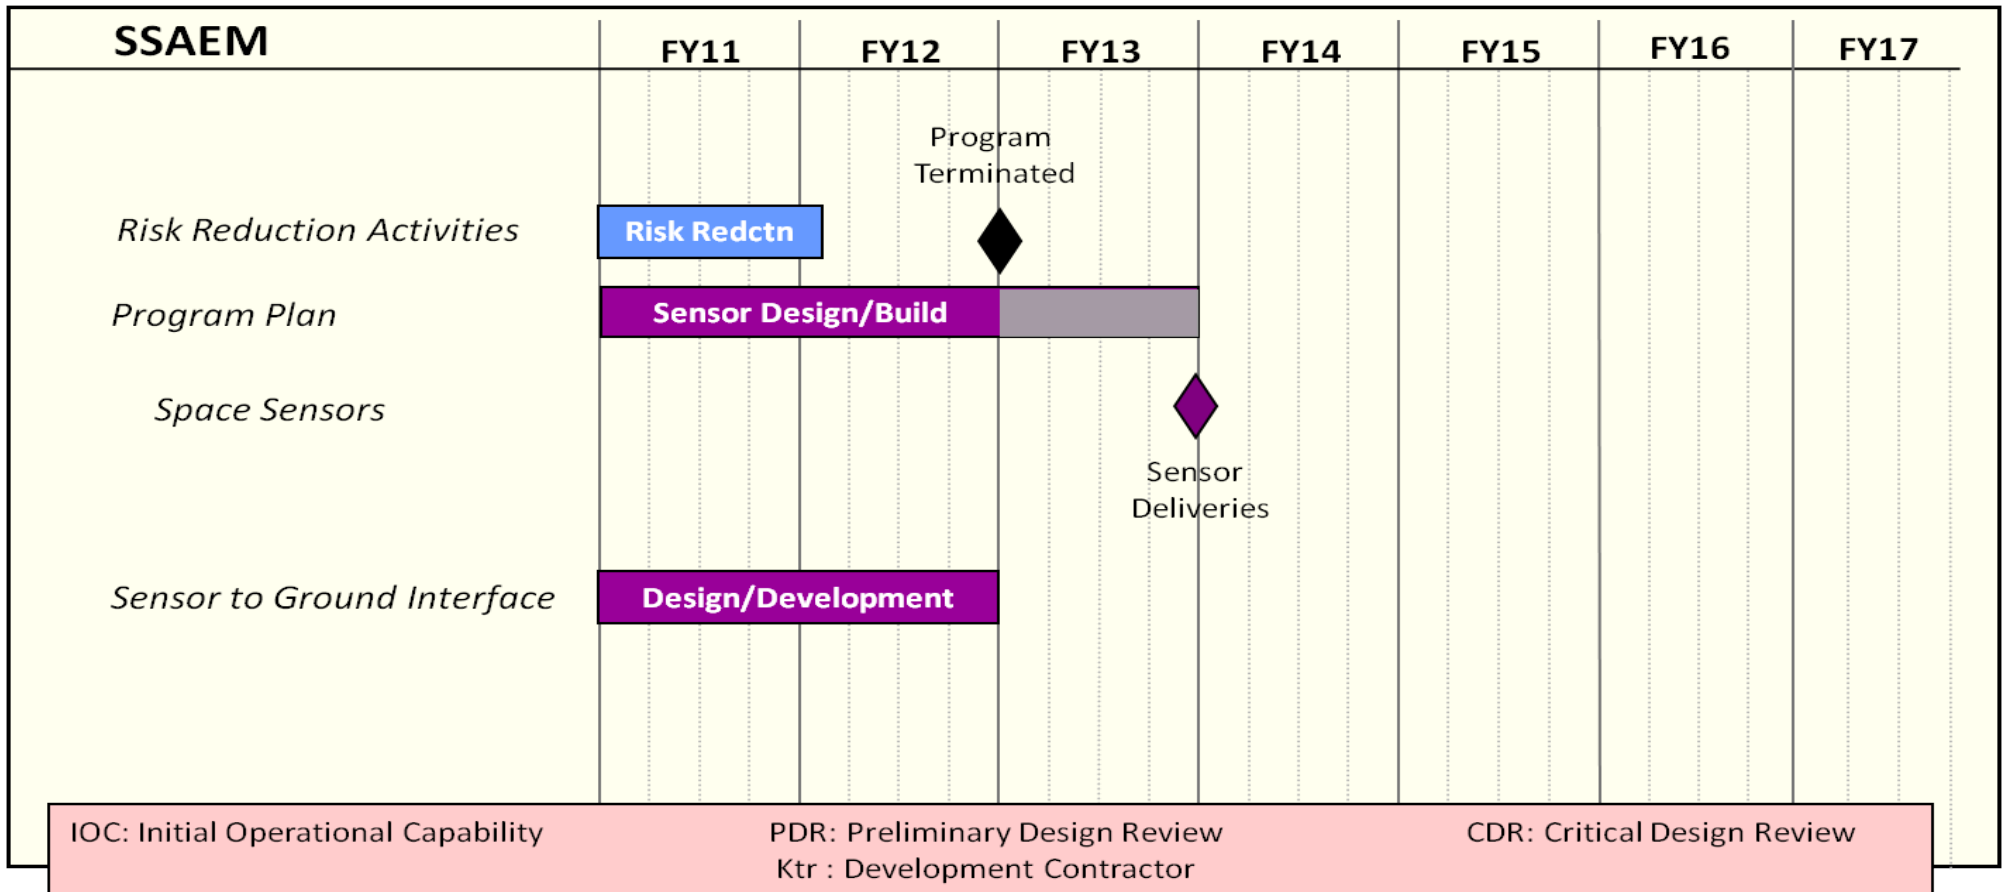 SSAEM
FY11 FY12 FY13 FY14 FY15 FY16 FY17
Program
Terminated
Risk Reduction Activities
Risk Redctn
Program Plan
Sensor Design/Build
Space Sensors
Sensor
Deliveries
Sensor to Ground Interface
Design/Development
IOC: Initial Operational Capability
PDR: Preliminary Design Review
CDR: Critical Design Review
Ktr : Development Contractor